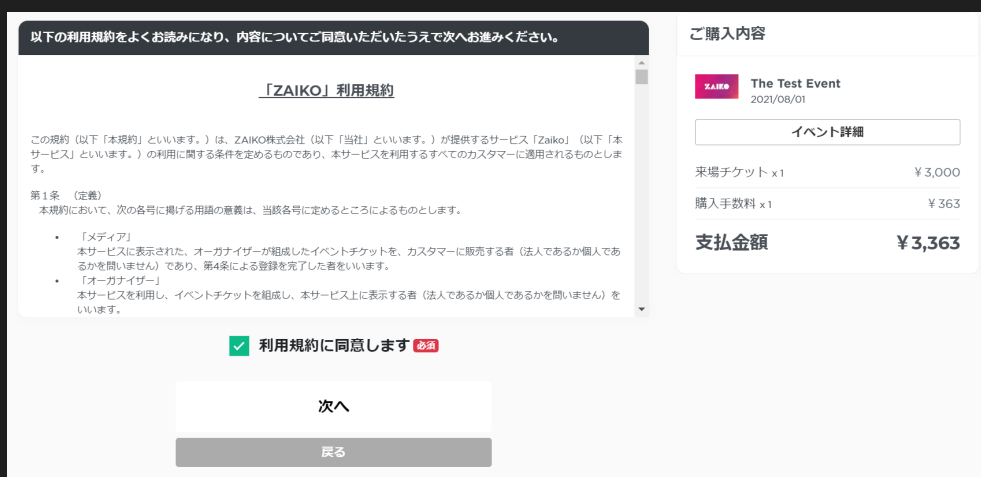 以下の利用規約をよくお読みになり、内容についてご同意いただいたうえで次へお進みください。
「ZAIKO」利用規約
この規約（以下「本規約」といいます。）は、ZAIKO株式会社（以下「当社」といいます。）が提供するサービス「Zaiko」（以下「本
サービス」といいます。）の利用に関する条件を定めるものであり、本サービスを利用するすべてのカスタマーに適用されるものとしま
す。
第1条　（定義）
本規約において、次の各号に掲げる用語の意義は、当該各号に定めるところによるものとします。
• 「メディア」
本サービスに表示された、オーガナイザーが組成したイベントチケットを、カスタマーに販売する者（法人であるか個人であ
るかを問いません）であり、第4条による登録を完了した者をいいます。
• 「オーガナイザー」
本サービスを利用し、イベントチケットを組成し、本サービス上に表示する者（法人であるか個人であるかを問いません）を
いいます。
利用規約に同意します 必須
次へ
戻る
ご購入内容
ZAIKO
The Test Event
2021/08/01
イベント詳細
来場チケット x 1 ¥ 3,000
購入手数料 x 1 ¥ 363
支払金額 ¥ 3,363